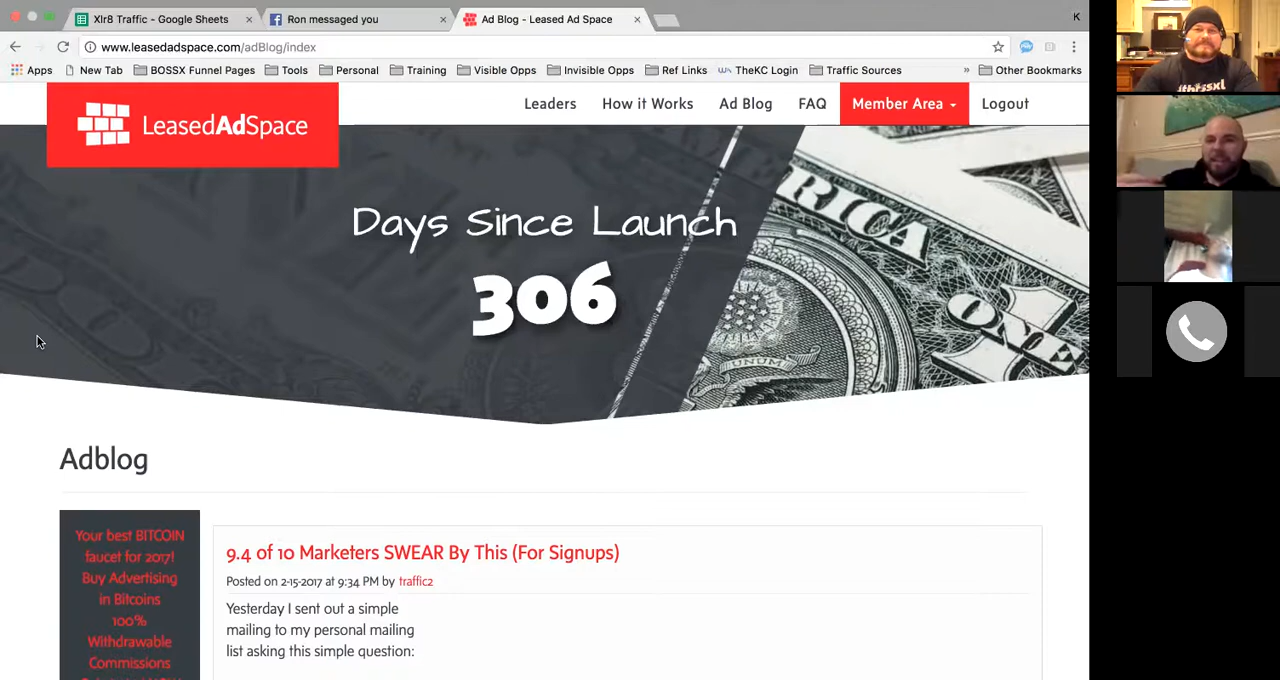 Xlr8 Traffic - Google Sheets
Ron messaged you
Ad Blog - Leased Ad Space
K
www.leasedadspace.com/adBlog/index
Apps
New Tab
BOSSX Funnel Pages
Tools
Personal
Training
Visible Opps
Invisible Opps
Ref Links
TheKC Login
Traffic Sources
»
Other Bookmarks
LeasedAdSpace
Leaders
How it Works
Ad Blog
FAQ
Member Area
Logout
Days Since Launch
306
RICA
UNUM
ONE
1
Adblog
Your best BITCOIN
faucet for 2017!
Buy Advertising
in Bitcoins
100%
Withdrawable
Commissions
9.4 of 10 Marketers SWEAR By This (For Signups)
Posted on 2-15-2017 at 9:34 PM by traffic2
Yesterday I sent out a simple
mailing to my personal mailing
list asking this simple question: